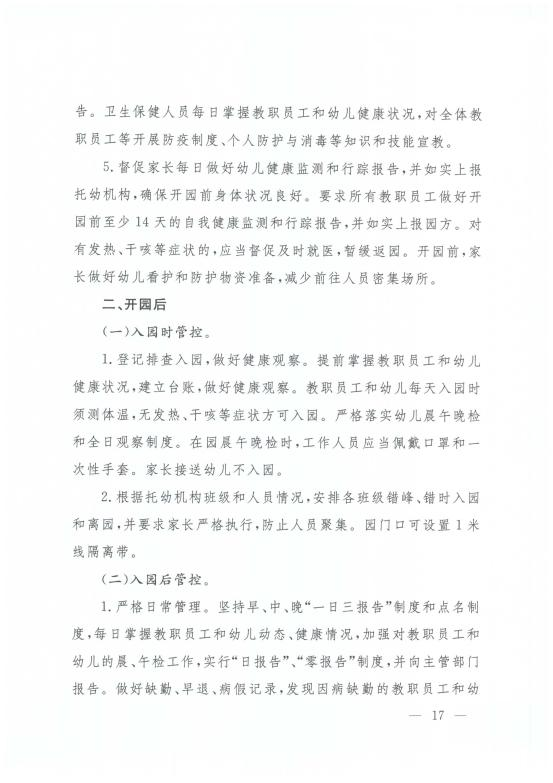 告。卫生保健人员每日掌握教职员工和幼儿健康状况,对全体教
职员工等开展防疫制度、个人防护与消毒等知识和技能宣教。
5.督促家长每日做好幼儿健康监测和行踪报告,并如实上报
托幼机构,确保开园前身体状况良好。要求所有教职员工做好开
园前至少 14 天的自我健康监测和行踪报告,并如实上报园方。对
有发热、干咳等症状的,应当督促及时就医,暂缓返园。开园前,家
长做好幼儿看护和防护物资准备,减少前往人员密集场所。
二、开园后
(一)入园时管控。
1.登记排查入园,做好健康观察。提前掌握教职员工和幼儿
健康状况,建立台账,做好健康观察。教职员工和幼儿每天入园时
须测体温,无发热、干咳等症状方可入园。严格落实幼儿晨午晚检
和全日观察制度。在园晨午晚检时,工作人员应当佩戴口罩和一
次性手套。家长接送幼儿不入园。
2.根据托幼机构班级和人员情况,安排各班级错峰、错时入园
和离园,并要求家长严格执行,防止人员聚集。园门口可设置 1 米
线隔离带。
(二)入园后管控。
1.严格日常管理。坚持早、中、晚“一日三报告”制度和点名制
度,每日掌握教职员工和幼儿动态、健康情况,加强对教职员工和
幼儿的晨、午检工作,实行“日报告”、“零报告”制度,并向主管部门
报告。做好缺勤、早退、病假记录,发现因病缺勤的教职员工和幼
— 17 —